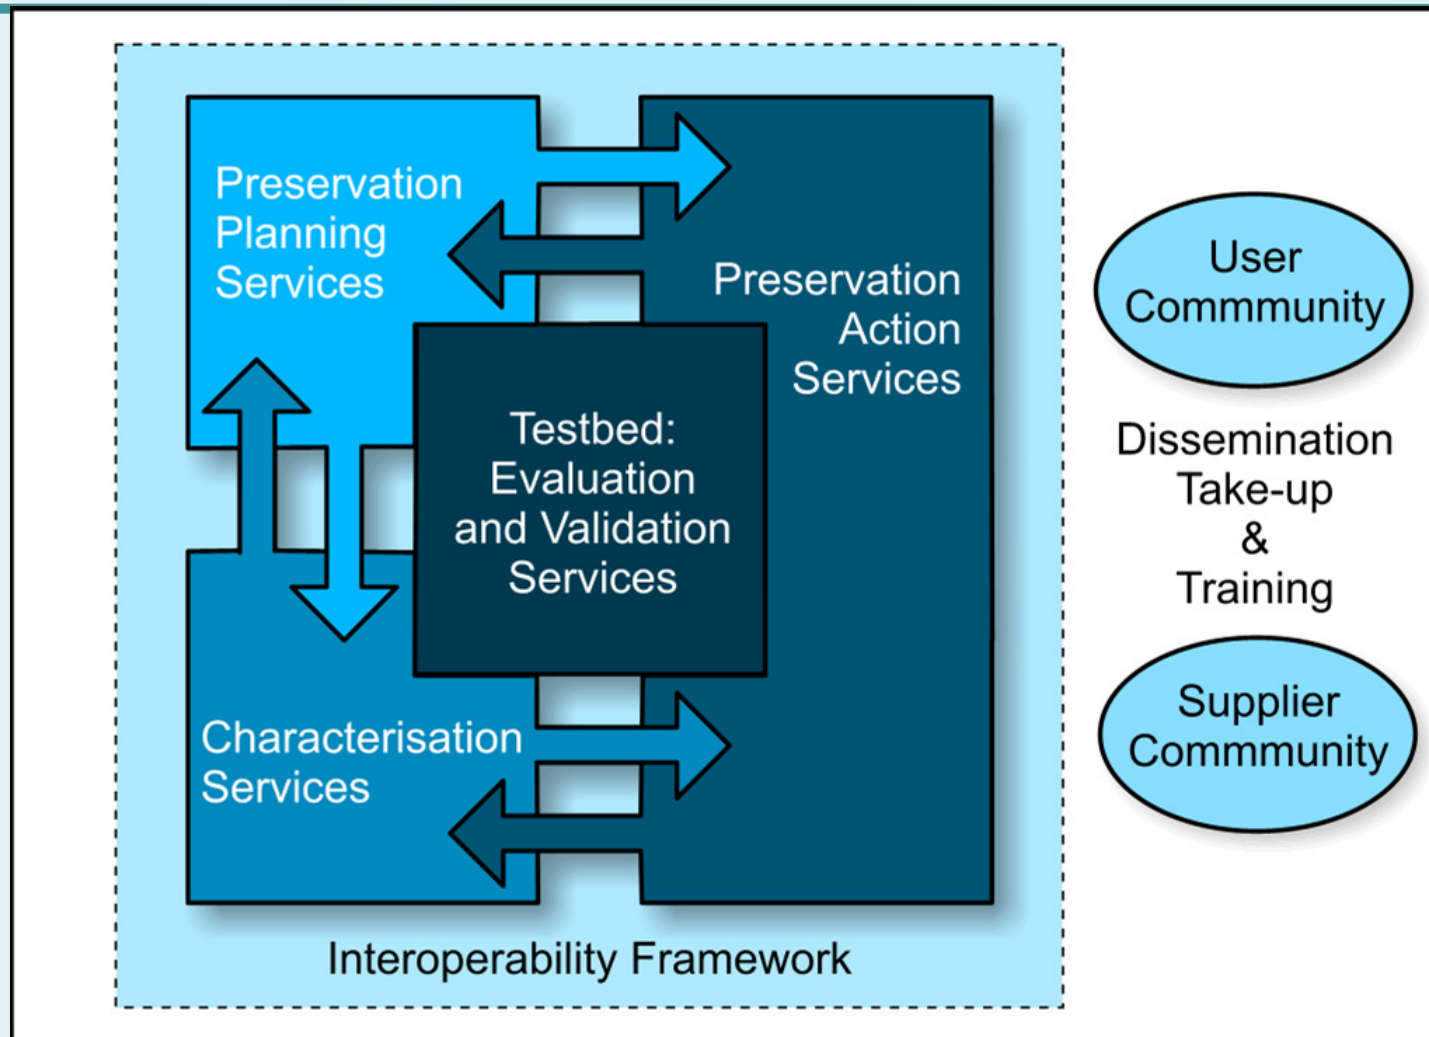 Preservation
Planning
Services
Preservation
Action
Services
Testbed:
Evaluation
and Validation
Services
Characterisation
Services
Interoperability Framework
User
Commmunity
Dissemination
Take-up
&
Training
Supplier
Commmunity